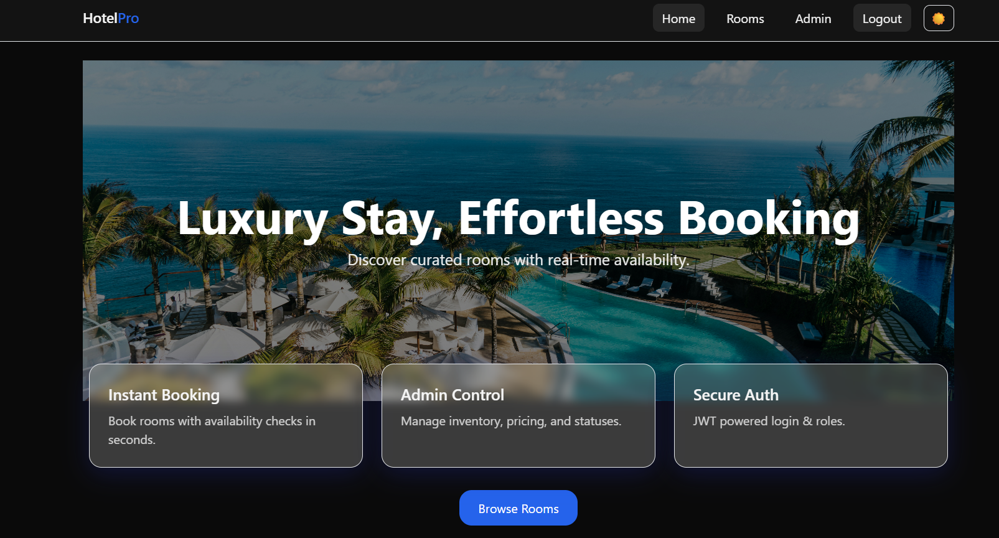 HotelPro
Home
Rooms
Admin
Logout
Luxury Stay, Effortless Booking
Discover curated rooms with real-time availability.
Instant Booking
Book rooms with availability checks in
seconds.
Admin Control
Manage inventory, pricing, and statuses.
Secure Auth
JWT powered login & roles.
Browse Rooms